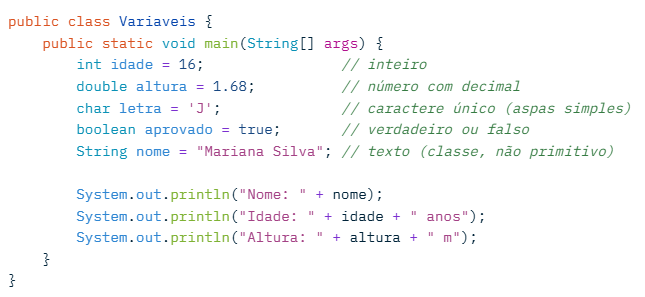 public class Variaveis {
    public static void main(String[] args) {
        int idade = 16;                // inteiro
        double altura = 1.68;          // número com decimal
        char letra = 'J';              // caractere único (aspas simples)
        boolean aprovado = true;       // verdadeiro ou falso
        String nome = "Mariana Silva"; // texto (classe, não primitivo)

        System.out.println("Nome: " + nome);
        System.out.println("Idade: " + idade + " anos");
        System.out.println("Altura: " + altura + " m");
    }
}